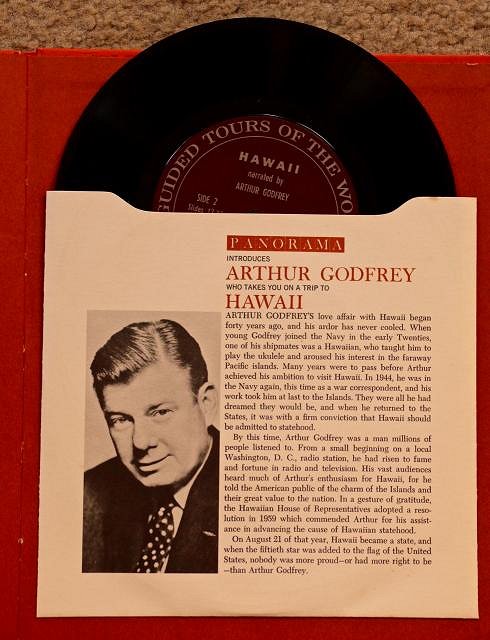 GUIDED TOURS OF THE WO
HAWAII
narrated by
ARTHUR GODFREY
SIDE 2
Slides
PANORAMA
INTRODUCES
ARTHUR GODFREY
WHO TAKES YOU ON A TRIP TO
HAWAII
ARTHUR GODFREY'S love affair with Hawaii began
forty years ago, and his ardor has never cooled. When
young Godfrey joined the Navy in the early Twenties,
one of his shipmates was a Hawaiian, who taught him to
play the ukulele and aroused his interest in the faraway
Pacific islands. Many years were to pass before Arthur
achieved his ambition to visit Hawaii. In 1944, he was in
the Navy again, this time as a war correspondent, and his
work took him at last to the Islands. They were all he had
dreamed they would be, and when he returned to the
States, it was with a firm conviction that Hawaii should
be admitted to statehood.
By this time, Arthur Godfrey was a man millions of
people listened to. From a small beginning on a local
Washington, D. C., radio station, he had risen to fame
and fortune in radio and television. His vast audiences
heard much of Arthur's enthusiasm for Hawaii, for he
told the American public of the charm of the Islands and
their great value to the nation. In a gesture of gratitude,
the Hawaiian House of Representatives adopted a reso-
lution in 1959 which commended Arthur for his assist-
ance in advancing the cause of Hawaiian statehood.
On August 21 of that year, Hawaii became a state, and
when the fiftieth star was added to the flag of the United
States, nobody was more proud—or had more right to be
—than Arthur Godfrey.